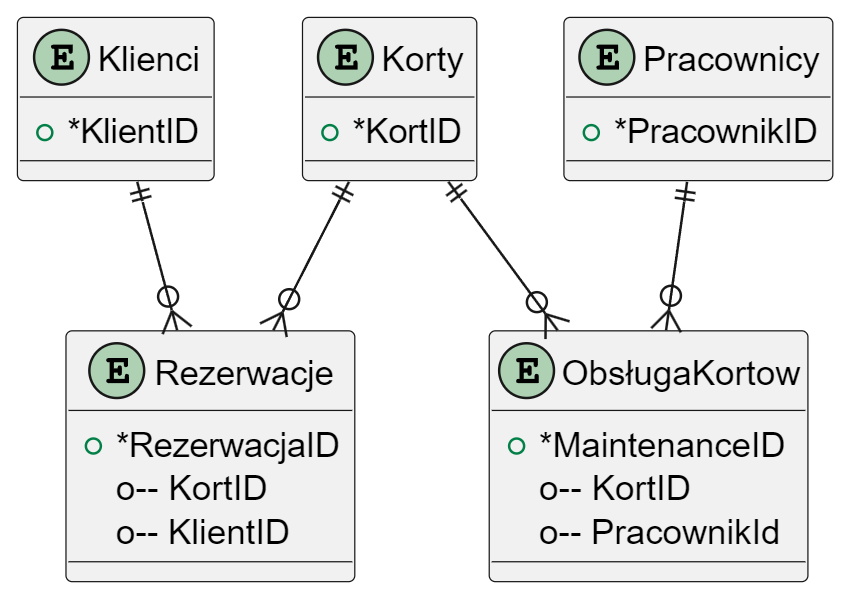 E Klienci
*KlientID
E Korty
*KortID
E Pracownicy
*PracownikID
E Rezerwacje
*RezerwacjaID
o-- KortID
o-- KlientID
E ObsługaKortow
*MaintenanceID
o-- KortID
o-- PracownikId